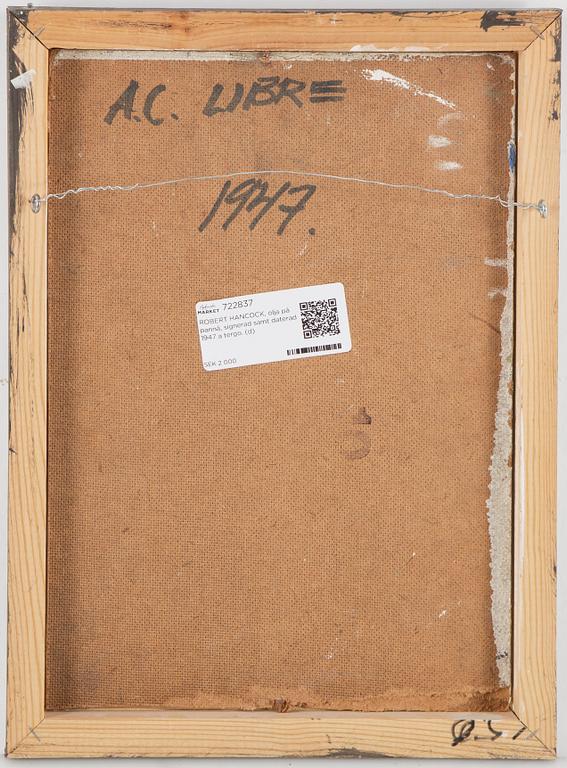 A.C. LIBRE
1947.
MARKET 722837
ROBERT HANCOCK, olja på
pannå, signerad samt daterad
1947 a tergo. (d)
SEK 2 000